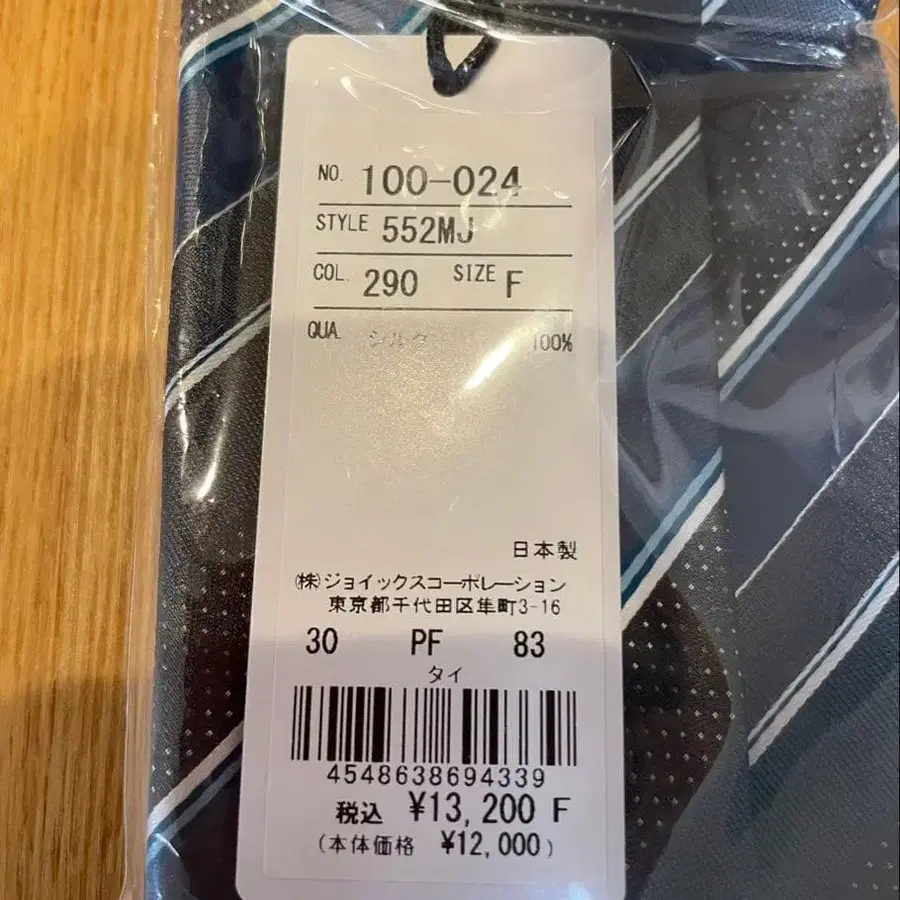 NO. 100-024
STYLE 552MJ
COL. 290 SIZE F
QUA. シルク 100%
日本製
㈱ジョイックスコーポレーション
東京都千代田区隼町3-16
30 PF 83
タイ
4548638694339
税込 ¥13,200 F
(本体価格 ¥12,000)